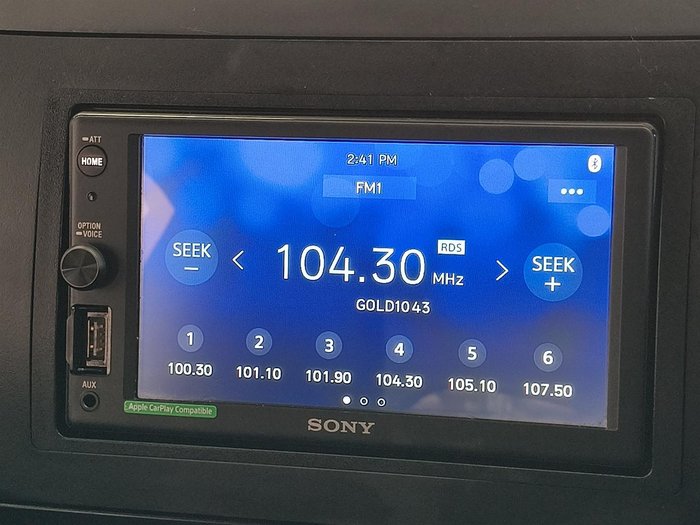 ATT
HOME
OPTION
VOICE
AUX
Apple CarPlay Compatible
2:41 PM
FM1
•••
SEEK
−
<
104.30 MHz
RDS
>
SEEK
+
GOLD1043
1 2 3 4 5 6
100.30 101.10 101.90 104.30 105.10 107.50
SONY